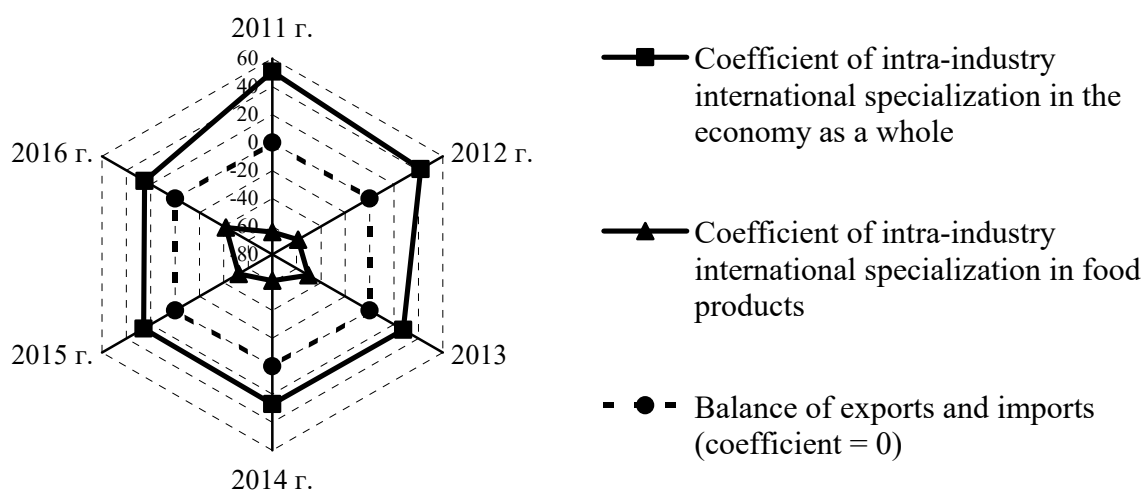 2011 г.
60
40
20
0
-20
-40
-60
-80
2012 г.
2013
2014 г.
2015 г.
2016 г.
Coefficient of intra-industry
international specialization in the
economy as a whole
Coefficient of intra-industry
international specialization in food
products
Balance of exports and imports
(coefficient = 0)